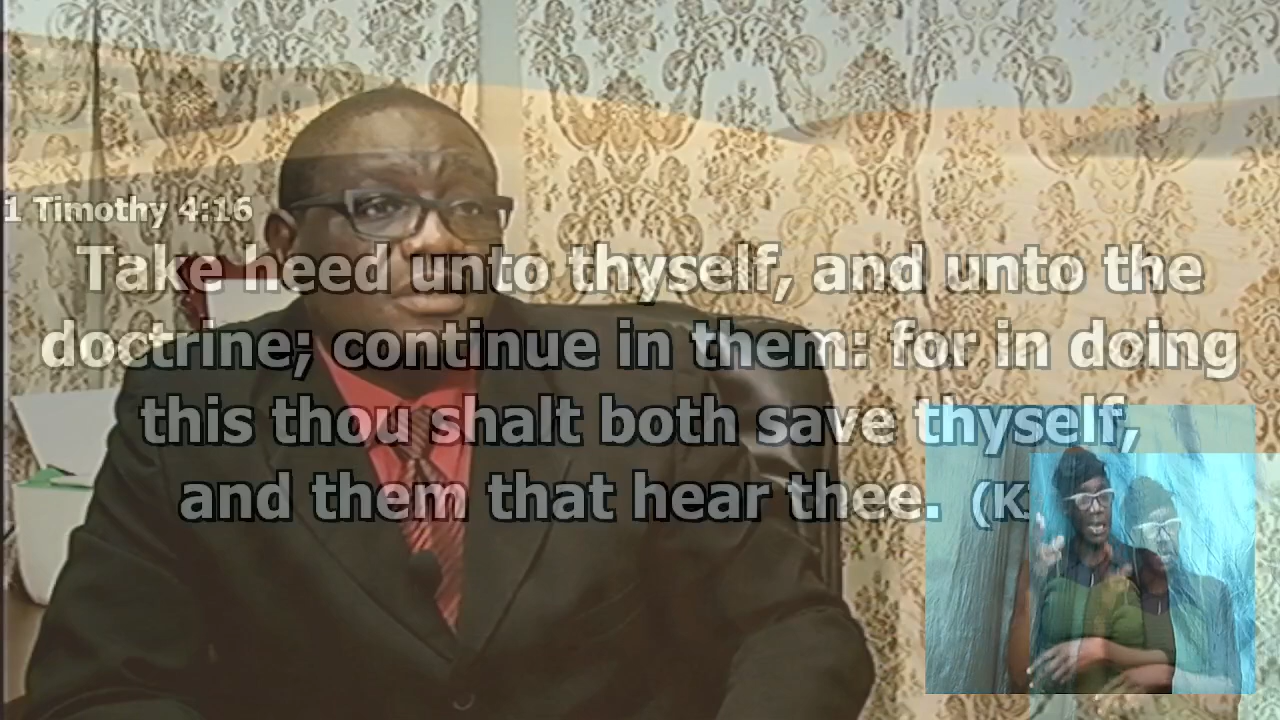 1 Timothy 4:16
Take heed unto thyself, and unto the
doctrine; continue in them: for in doing
this thou shalt both save thyself,
and them that hear thee. (K